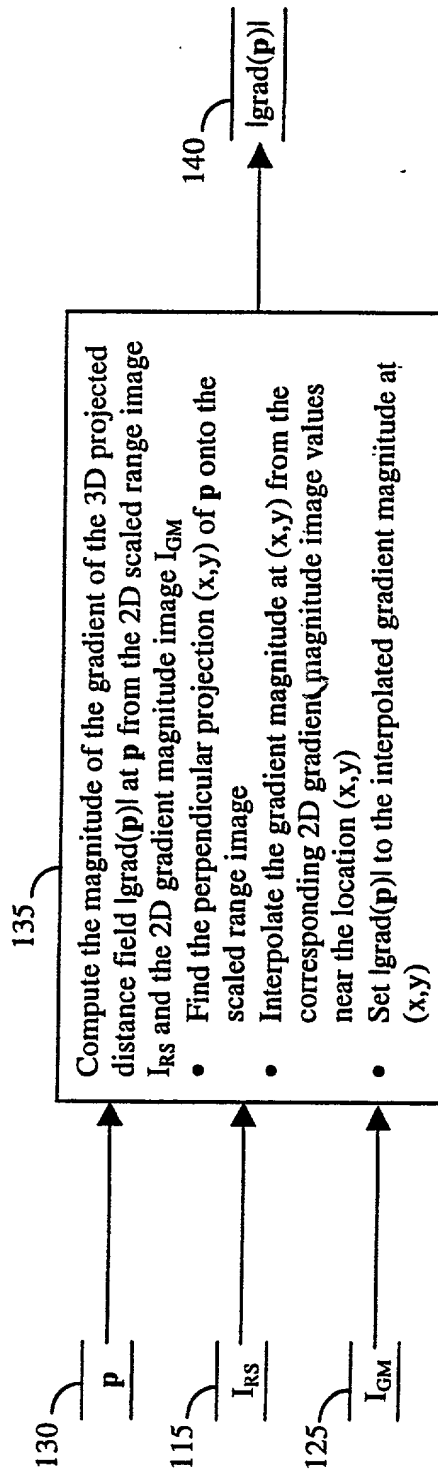 130
p
115
I_RS
125
I_GM
135
Compute the magnitude of the gradient of the 3D projected
distance field |grad(p)| at p from the 2D scaled range image
I_RS and the 2D gradient magnitude image I_GM
• Find the perpendicular projection (x,y) of p onto the
scaled range image
• Interpolate the gradient magnitude at (x,y) from the
corresponding 2D gradient magnitude image values
near the location (x,y)
• Set |grad(p)| to the interpolated gradient magnitude at
(x,y)
140
|grad(p)|